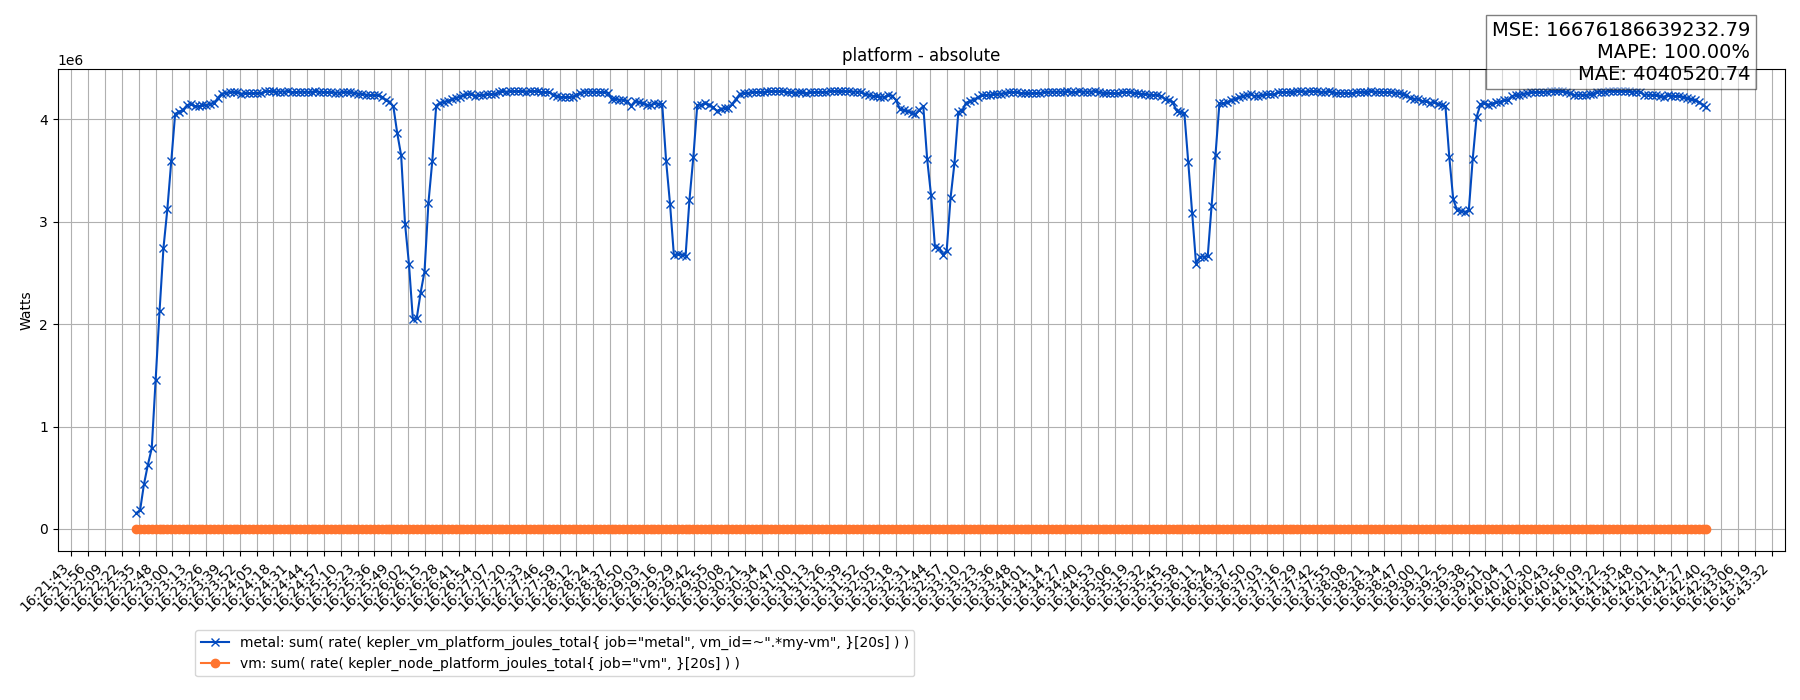 MSE: 16676186639232.79
MAPE: 100.00%
MAE: 4040520.74
platform - absolute
1e6
4
3
2
1
0
Watts
16:21:43 16:21:56 16:22:09 16:22:22 16:22:35 16:22:48 16:23:00 16:23:13 16:23:26 16:23:39 16:23:52 16:24:05 16:24:18 16:24:31 16:24:44 16:24:57 16:25:10 16:25:23 16:25:36 16:25:49 16:26:02 16:26:15 16:26:28 16:26:41 16:26:54 16:27:07 16:27:20 16:27:33 16:27:46 16:27:59 16:28:12 16:28:24 16:28:37 16:28:50 16:29:03 16:29:16 16:29:29 16:29:42 16:29:55 16:30:08 16:30:21 16:30:34 16:30:47 16:31:00 16:31:13 16:31:26 16:31:39 16:31:52 16:32:05 16:32:18 16:32:31 16:32:44 16:32:57 16:33:10 16:33:23 16:33:36 16:33:48 16:34:01 16:34:14 16:34:27 16:34:40 16:34:53 16:35:06 16:35:19 16:35:32 16:35:45 16:35:58 16:36:11 16:36:24 16:36:37 16:36:50 16:37:03 16:37:16 16:37:29 16:37:42 16:37:55 16:38:08 16:38:21 16:38:34 16:38:47 16:39:00 16:39:12 16:39:25 16:39:38 16:39:51 16:40:04 16:40:17 16:40:30 16:40:43 16:40:56 16:41:09 16:41:22 16:41:35 16:41:48 16:42:01 16:42:14 16:42:27 16:42:40 16:42:53 16:43:06 16:43:19 16:43:32
metal: sum( rate( kepler_vm_platform_joules_total{ job="metal", vm_id=~".*my-vm", }[20s] ) )
vm: sum( rate( kepler_node_platform_joules_total{ job="vm", }[20s] ) )